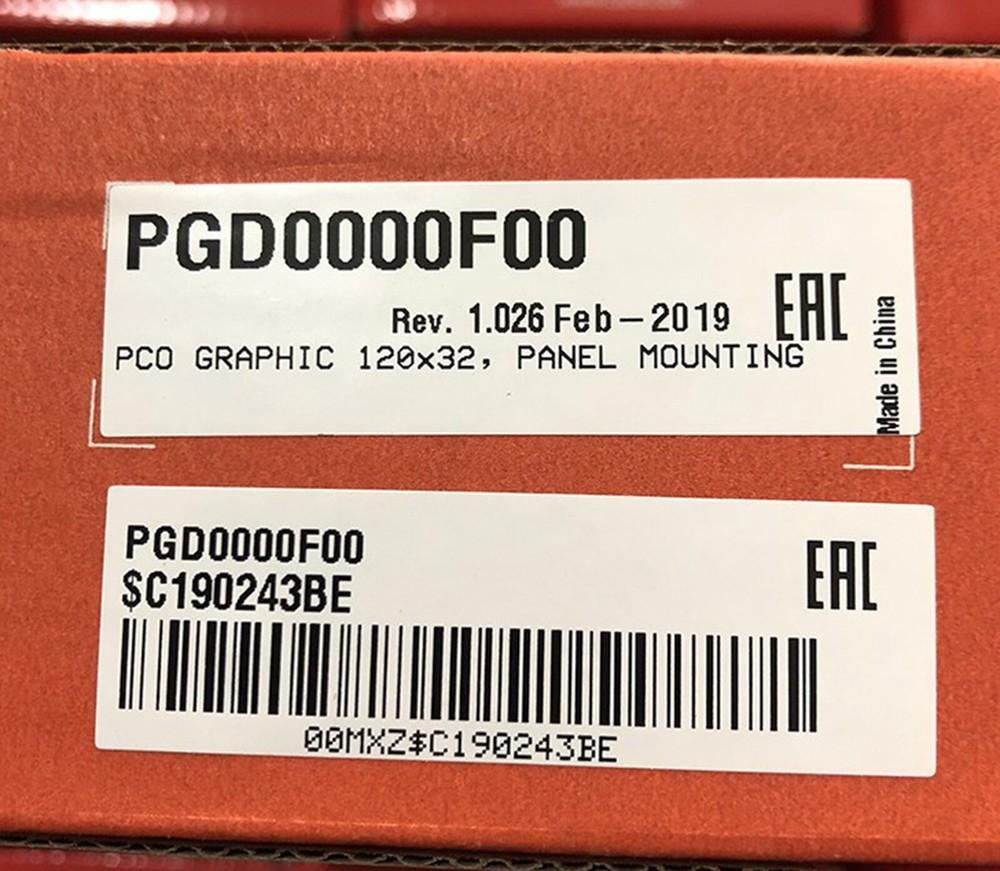 PGD0000F00
Rev. 1.026 Feb-2019
EAC
PCO GRAPHIC 120x32, PANEL MOUNTING
Made in China
PGD0000F00
EAC
$C190243BE
00MXZ$C190243BE